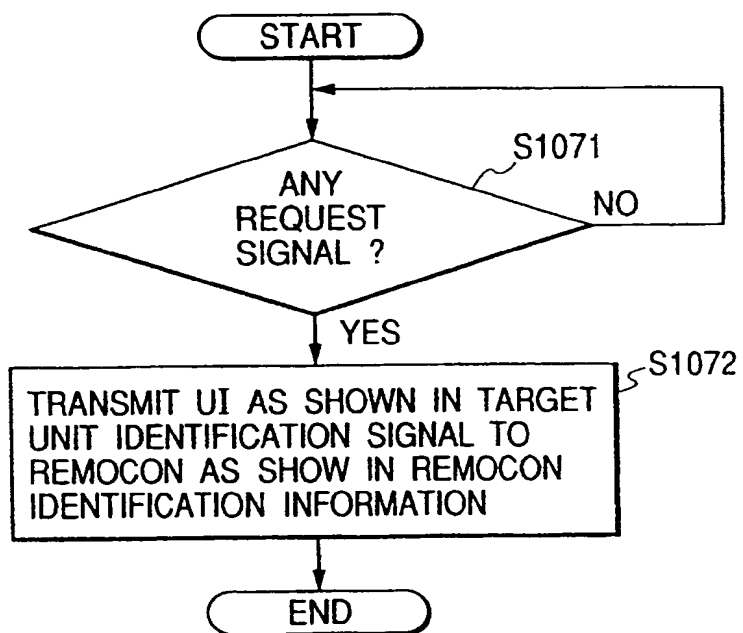 START
S1071
ANY
REQUEST
SIGNAL ?
NO
YES
S1072
TRANSMIT UI AS SHOWN IN TARGET
UNIT IDENTIFICATION SIGNAL TO
REMOCON AS SHOW IN REMOCON
IDENTIFICATION INFORMATION
END